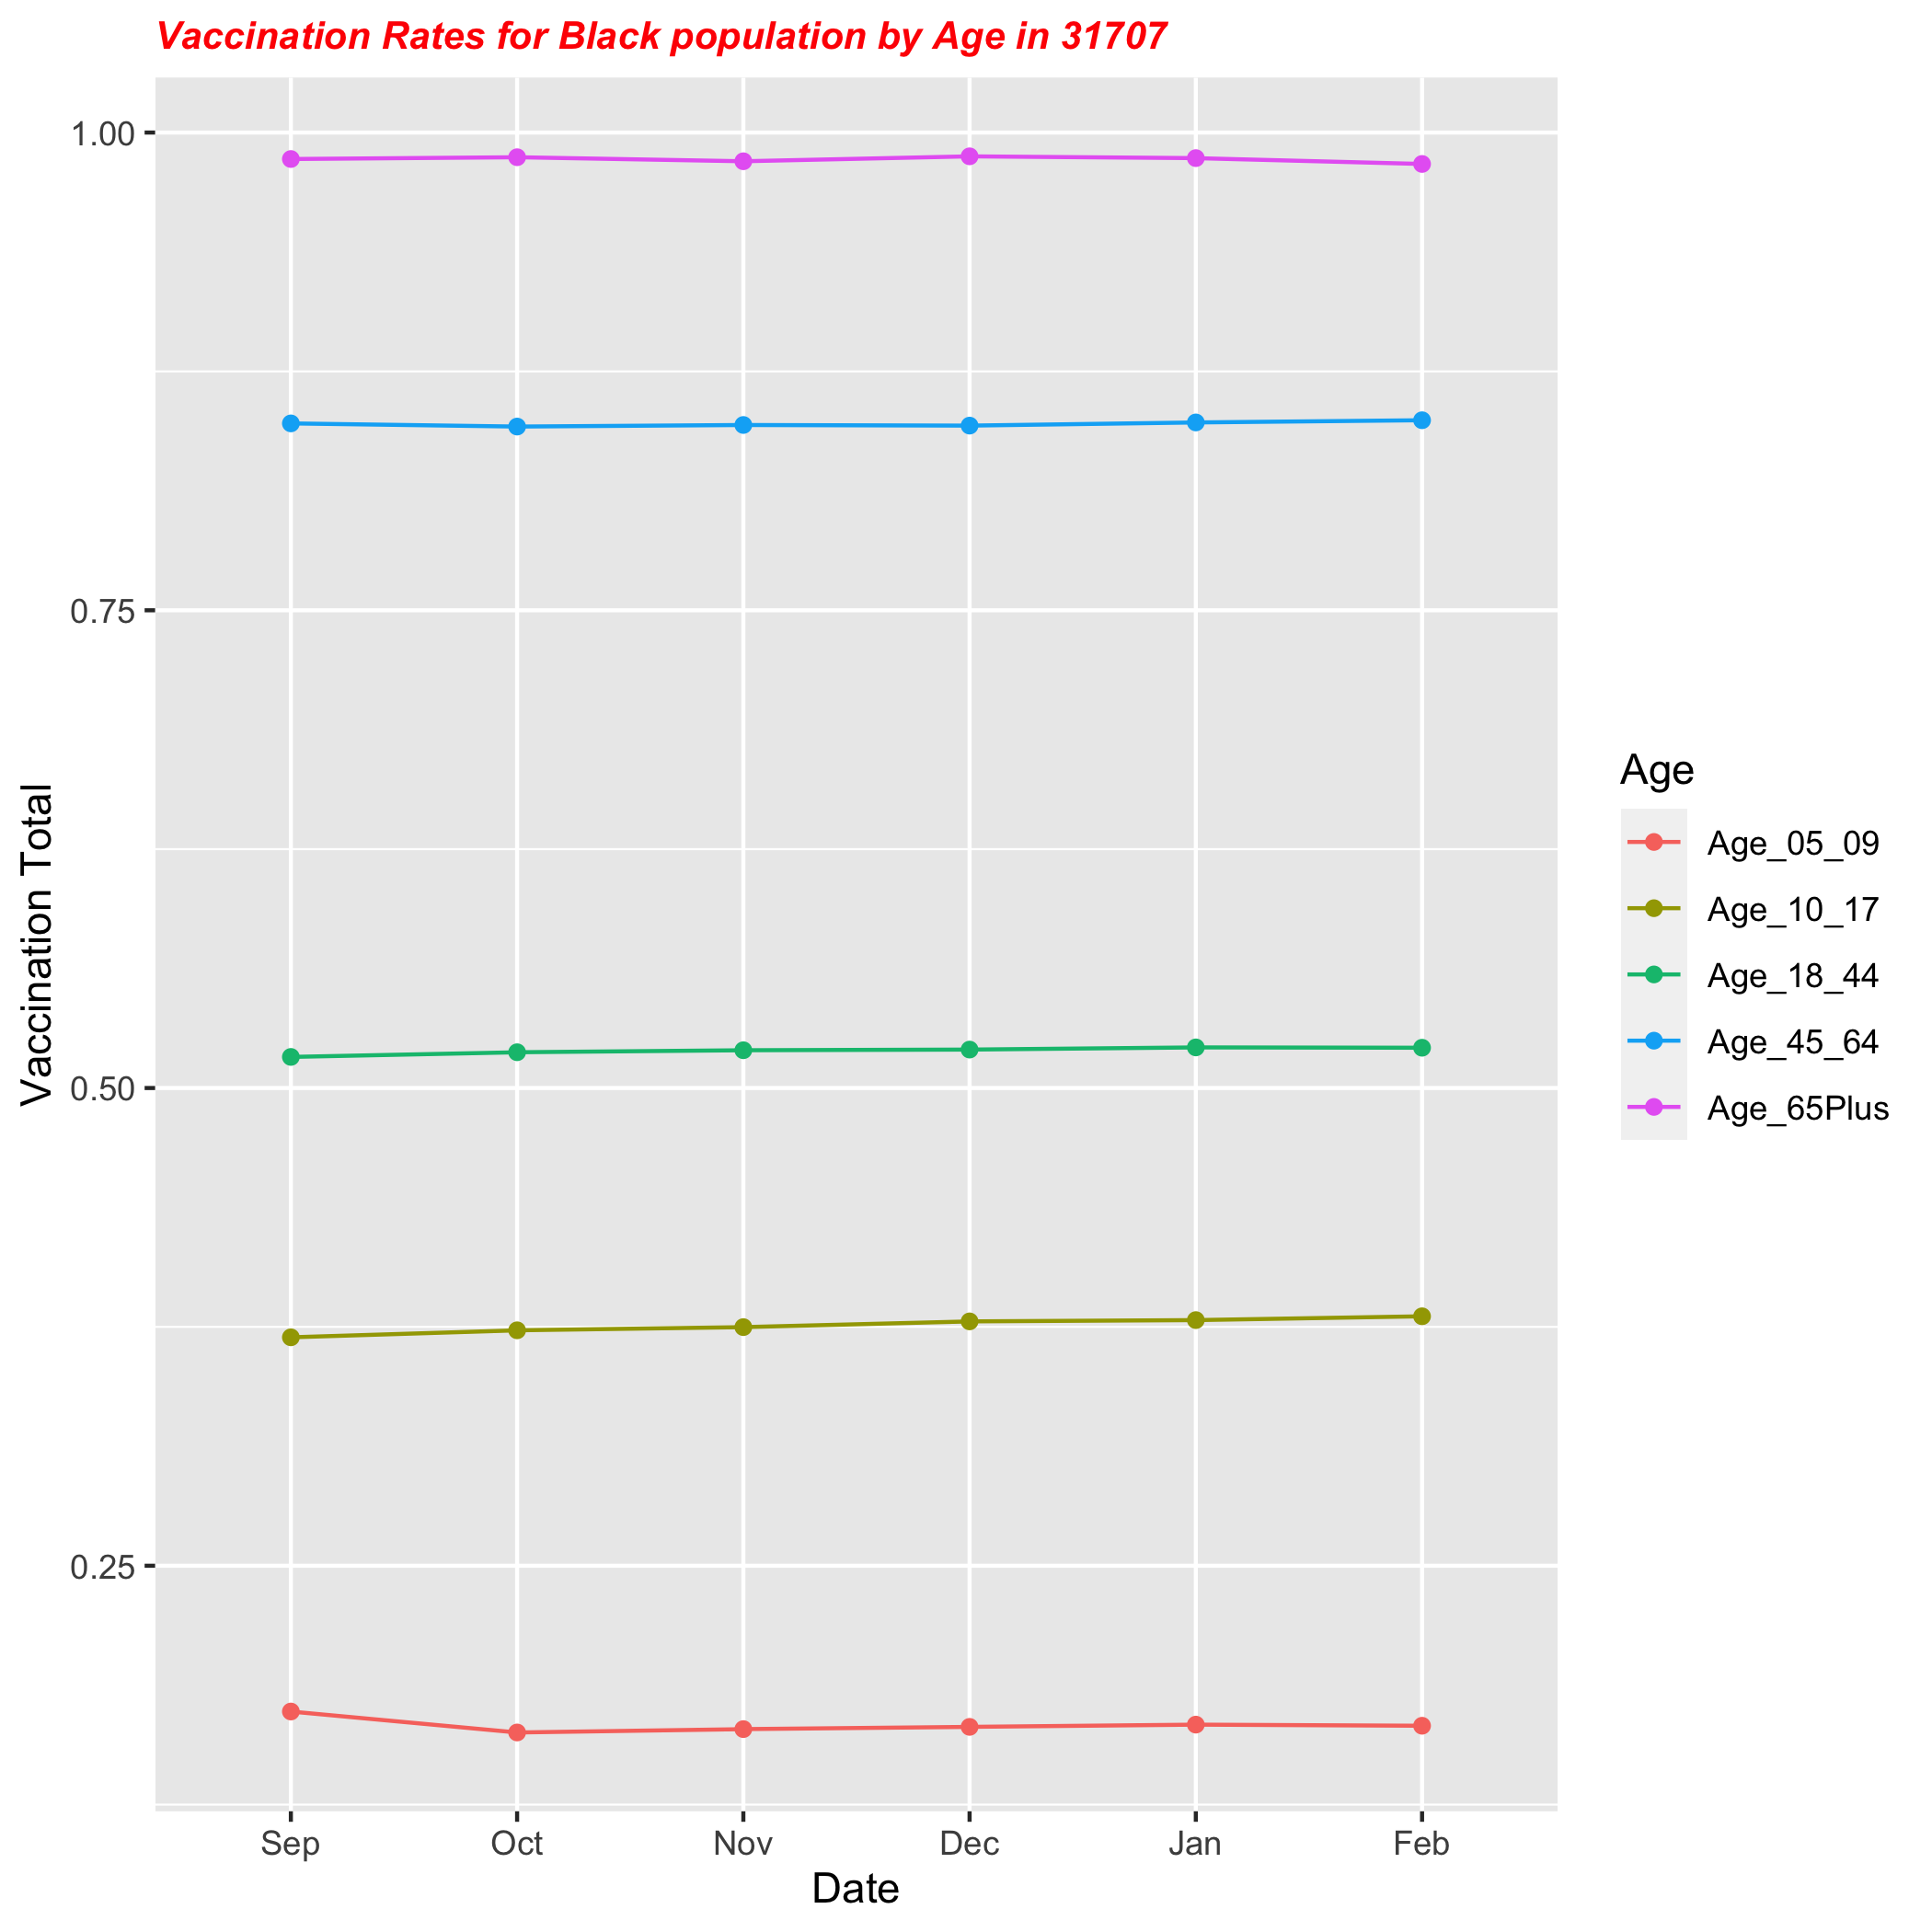 Vaccination Rates for Black population by Age in 31707
1.00
0.75
0.50
0.25
Vaccination Total
Sep Oct Nov Dec Jan Feb
Date
Age
Age_05_09
Age_10_17
Age_18_44
Age_45_64
Age_65Plus